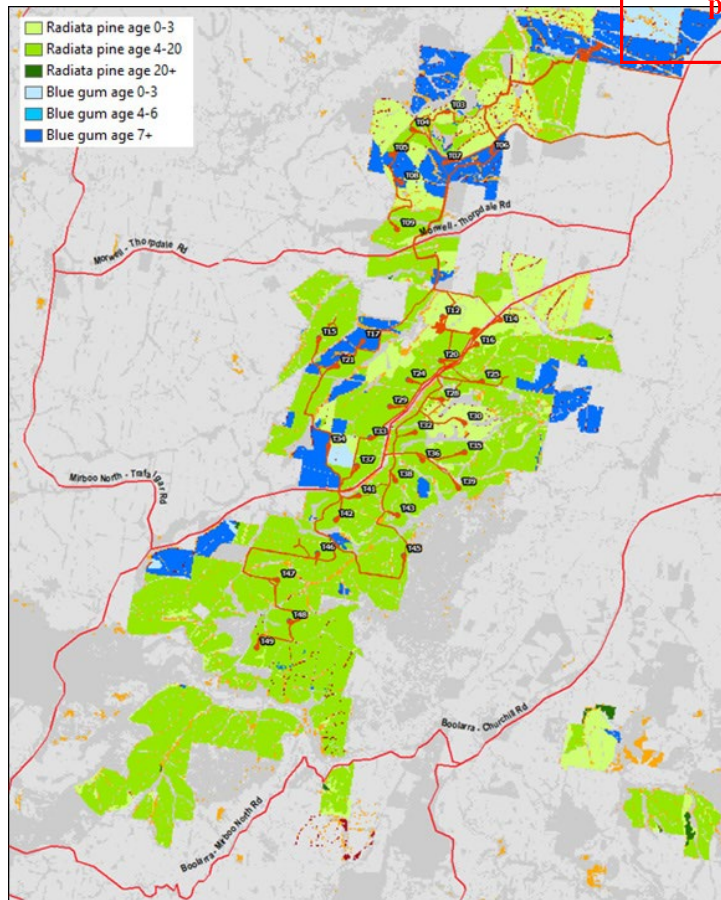 p
Radiata pine age 0-3
Radiata pine age 4-20
Radiata pine age 20+
Blue gum age 0-3
Blue gum age 4-6
Blue gum age 7+
T03
T04
T05
T06
T07
T08
T09
Morwell - Thorpdale Rd
Morwell - Thorpdale Rd
T12
T14
T15
T17
T16
T21
T20
T24
T25
T28
T29
T30
T32
T33
T34
T35
T36
T37
T38
T39
Mirboo North - Trafalgar Rd
T41
T42
T43
T46
T45
T47
T48
T49
Boolarra - Churchill Rd
Boolarra - Mirboo North Rd